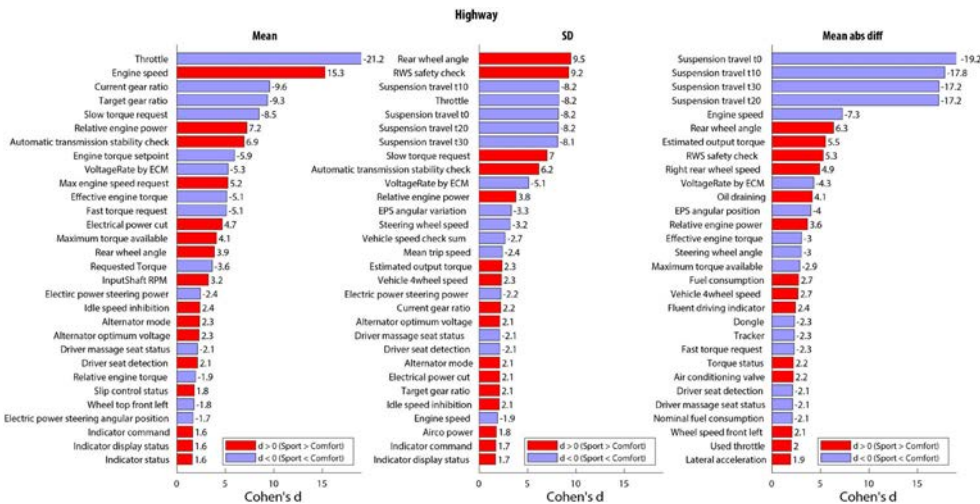 Highway
Mean
Throttle -21.2
Engine speed 15.3
Current gear ratio -9.6
Target gear ratio -9.3
Slow torque request -8.5
Relative engine power 7.2
Automatic transmission stability check 6.9
Engine torque setpoint -5.9
VoltageRate by ECM -5.3
Max engine speed request 5.2
Effective engine torque -5.1
Fast torque request -5.1
Electrical power cut 4.7
Maximum torque available 4.1
Rear wheel angle 3.9
Requested Torque -3.6
InputShaft RPM 3.2
Electirc power steering power -2.4
Idle speed inhibition 2.4
Alternator mode 2.3
Alternator optimum voltage 2.3
Driver massage seat status -2.1
Driver seat detection 2.1
Relative engine torque -1.9
Slip control status 1.8
Wheel top front left -1.8
Electric power steering angular position -1.7
Indicator command 1.6
Indicator display status 1.6
Indicator status 1.6
d > 0 (Sport > Comfort)
d < 0 (Sport < Comfort)
0 5 10 15
Cohen's d
SD
Rear wheel angle 9.5
RWS safety check 9.2
Suspension travel t10 -8.2
Throttle -8.2
Suspension travel t0 -8.2
Suspension travel t20 -8.2
Suspension travel t30 -8.1
Slow torque request 7
Automatic transmission stability check 6.2
VoltageRate by ECM -5.1
Relative engine power 3.8
EPS angular variation -3.3
Steering wheel speed -3.2
Vehicle speed check sum -2.7
Mean trip speed -2.4
Estimated output torque 2.3
Vehicle 4wheel speed 2.3
Electric power steering power -2.2
Current gear ratio 2.2
Alternator optimum voltage 2.1
Driver massage seat status -2.1
Driver seat detection -2.1
Alternator mode 2.1
Electrical power cut 2.1
Target gear ratio 2.1
Idle speed inhibition 2.1
Engine speed -1.9
Airco power 1.8
Indicator command 1.7
Indicator display status 1.7
d > 0 (Sport > Comfort)
d < 0 (Sport < Comfort)
0 5 10 15
Cohen's d
Mean abs diff
Suspension travel t0 -19.2
Suspension travel t10 -17.8
Suspension travel t30 -17.2
Suspension travel t20 -17.2
Engine speed -7.3
Rear wheel angle 6.3
Estimated output torque 5.5
RWS safety check 5.3
Right rear wheel speed 4.9
VoltageRate by ECM -4.3
Oil draining 4.1
EPS angular position -4
Relative engine power 3.6
Effective engine torque -3
Steering wheel angle -3
Maximum torque available -2.9
Fuel consumption 2.7
Vehicle 4wheel speed 2.7
Fluent driving indicator 2.4
Dongle -2.3
Tracker -2.3
Fast torque request -2.3
Torque status 2.2
Air conditioning valve 2.2
Driver seat detection -2.1
Driver massage seat status -2.1
Nominal fuel consumption -2.1
Wheel speed front left 2.1
Used throttle 2
Lateral acceleration 1.9
d > 0 (Sport > Comfort)
d < 0 (Sport < Comfort)
0 5 10 15
Cohen's d